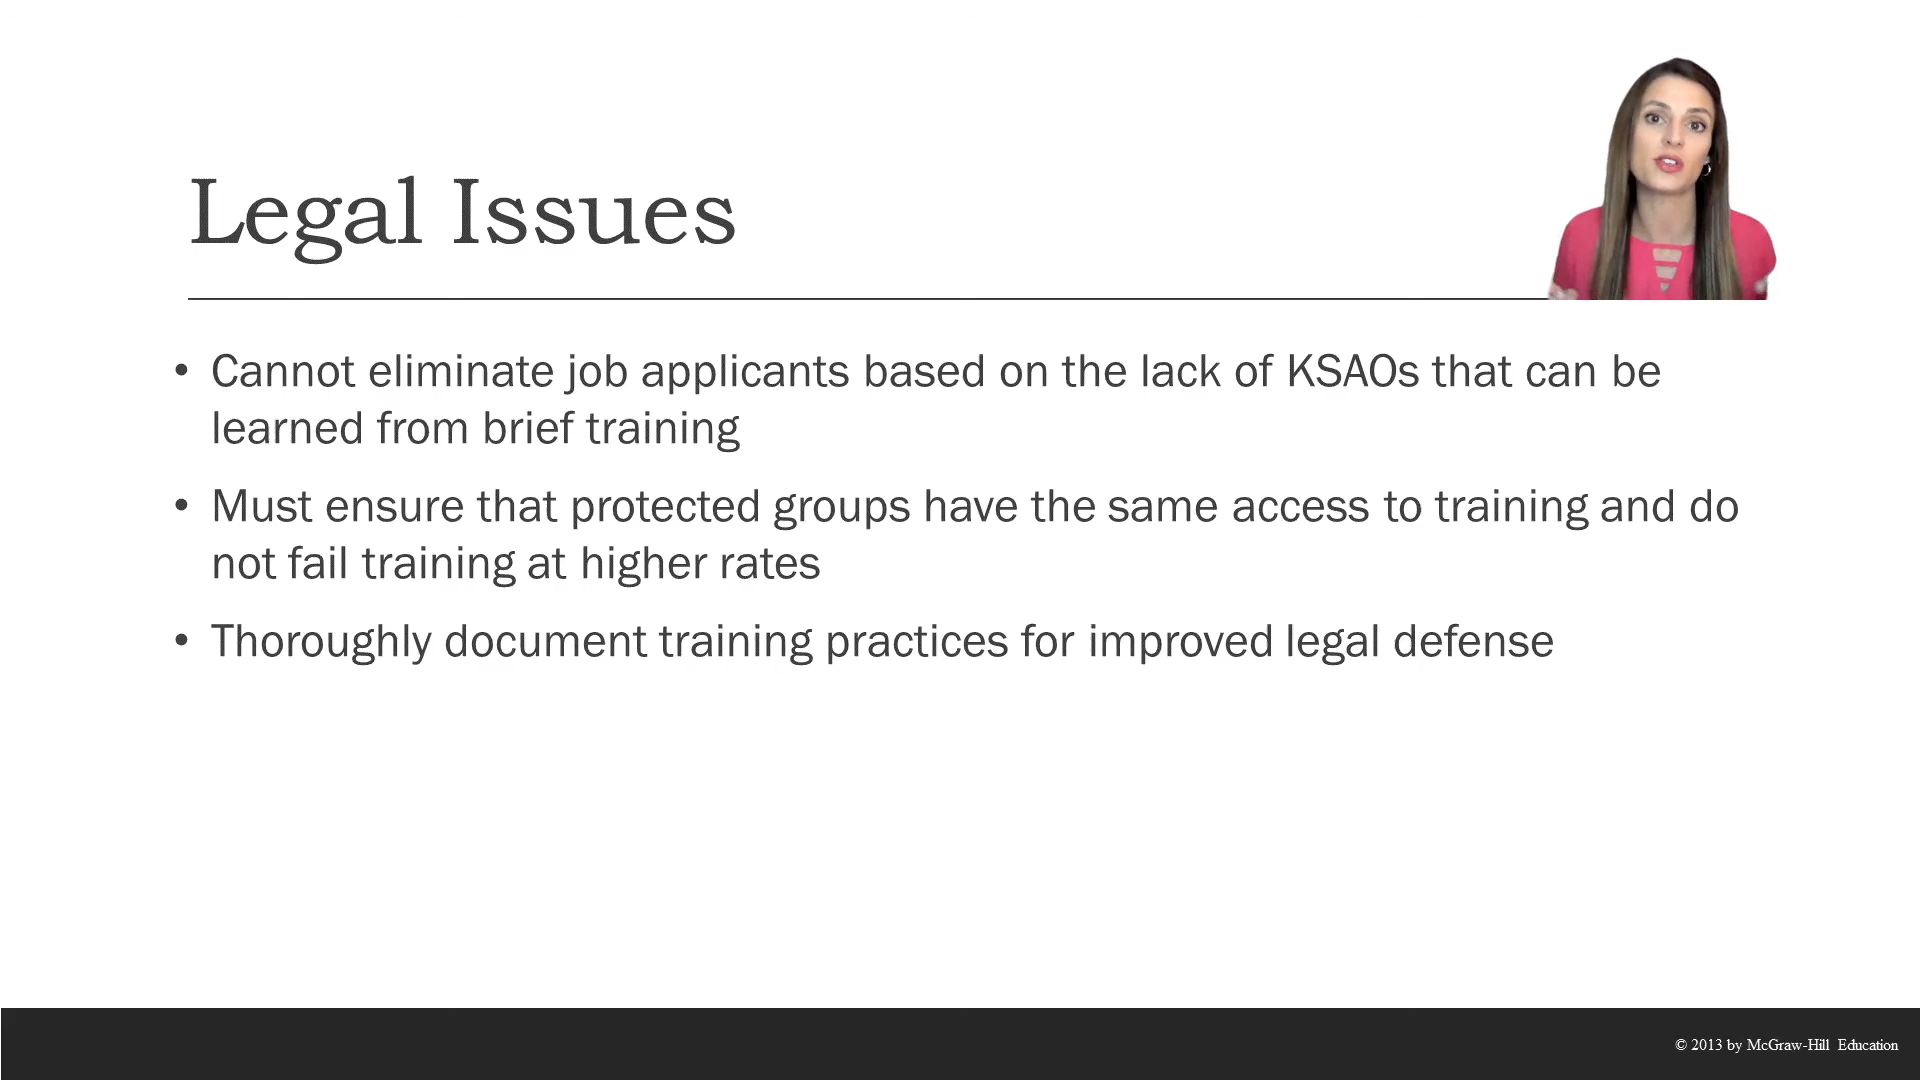 Legal Issues
• Cannot eliminate job applicants based on the lack of KSAOs that can be
learned from brief training
• Must ensure that protected groups have the same access to training and do
not fail training at higher rates
• Thoroughly document training practices for improved legal defense
© 2013 by McGraw-Hill Education